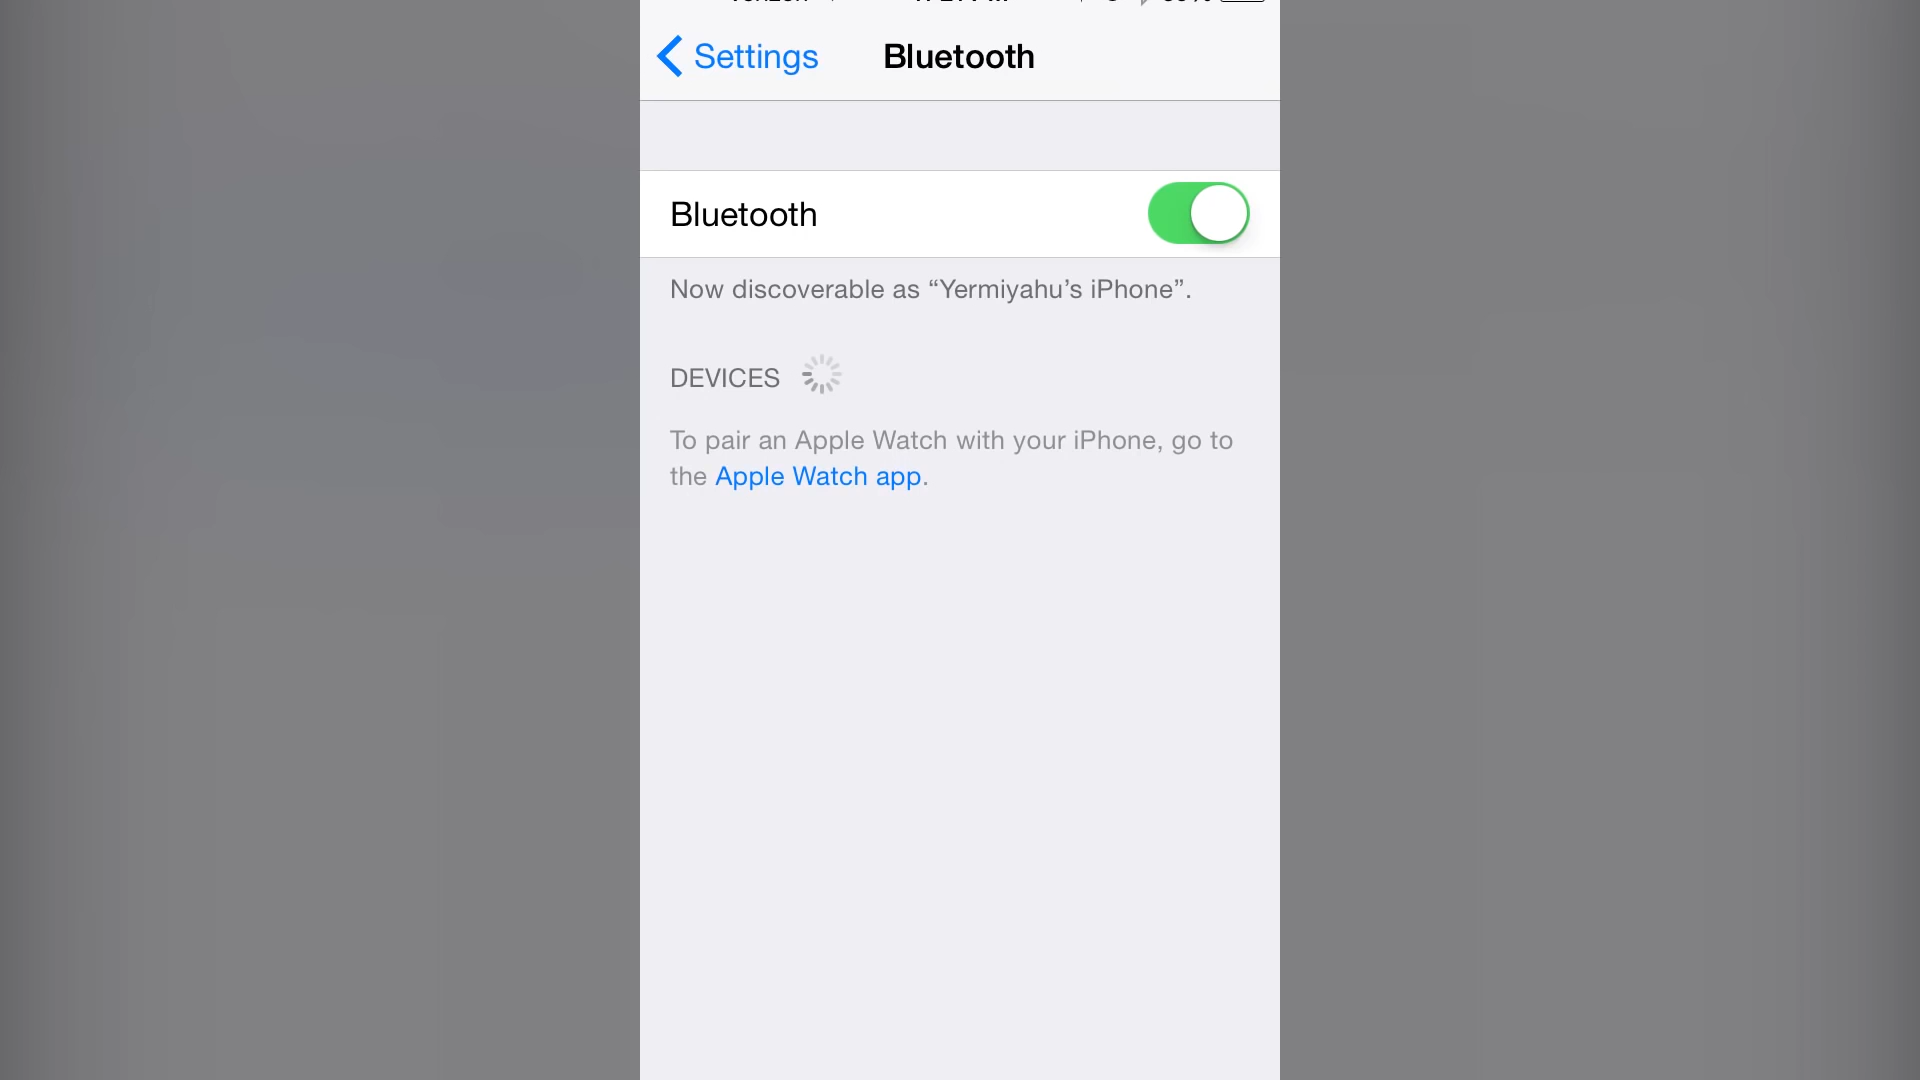 Settings
Bluetooth
Bluetooth
Now discoverable as “Yermiyahu’s iPhone”.
DEVICES
To pair an Apple Watch with your iPhone, go to
the Apple Watch app.